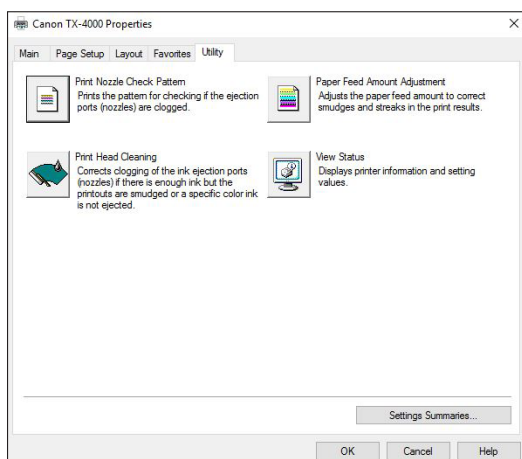 Canon TX-4000 Properties
Main Page Setup Layout Favorites Utility
Print Nozzle Check Pattern
Prints the pattern for checking if the ejection
ports (nozzles) are clogged.
Paper Feed Amount Adjustment
Adjusts the paper feed amount to correct
smudges and streaks in the print results.
Print Head Cleaning
Corrects clogging of the ink ejection ports
(nozzles) if there is enough ink but the
printouts are smudged or a specific color ink
is not ejected.
View Status
Displays printer information and setting
values.
Settings Summaries...
OK Cancel Help